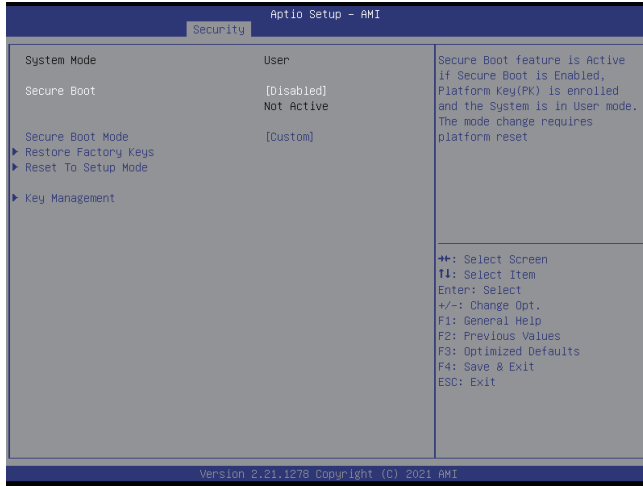 Aptio Setup - AMI
Security
System Mode User
Secure Boot [Disabled]
Not Active
Secure Boot Mode [Custom]
Restore Factory Keys
Reset To Setup Mode
Key Management
Secure Boot feature is Active
if Secure Boot is Enabled,
Platform Key(PK) is enrolled
and the System is in User mode.
The mode change requires
platform reset
→←: Select Screen
↑↓: Select Item
Enter: Select
+/-: Change Opt.
F1: General Help
F2: Previous Values
F3: Optimized Defaults
F4: Save & Exit
ESC: Exit
Version 2.21.1278 Copyright (C) 2021 AMI